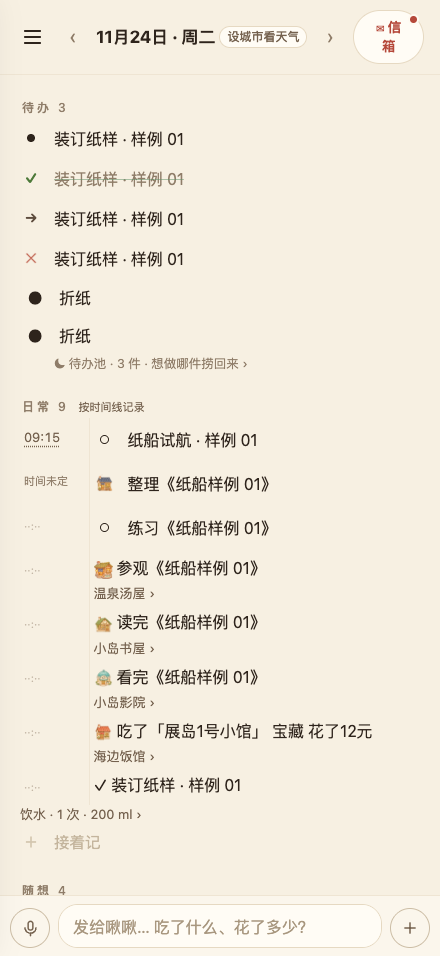 ‹ 11月24日 · 周二 设城市看天气 › ✉ 信箱
待办 3
装订纸样 · 样例 01
装订纸样 · 样例 01
装订纸样 · 样例 01
装订纸样 · 样例 01
折纸
折纸
待办池 · 3 件 · 想做哪件捞回来 ›
日常 9 按时间线记录
09:15 纸船试航 · 样例 01
时间未定 整理《纸船样例 01》
--:-- 练习《纸船样例 01》
--:-- 参观《纸船样例 01》
温泉汤屋 ›
--:-- 读完《纸船样例 01》
小岛书屋 ›
--:-- 看完《纸船样例 01》
小岛影院 ›
--:-- 吃了「展岛1号小馆」 宝藏 花了12元
海边饭馆 ›
--:-- ✓ 装订纸样 · 样例 01
饮水 · 1 次 · 200 ml ›
+ 接着记
随想 4
发给啾啾... 吃了什么、花了多少?